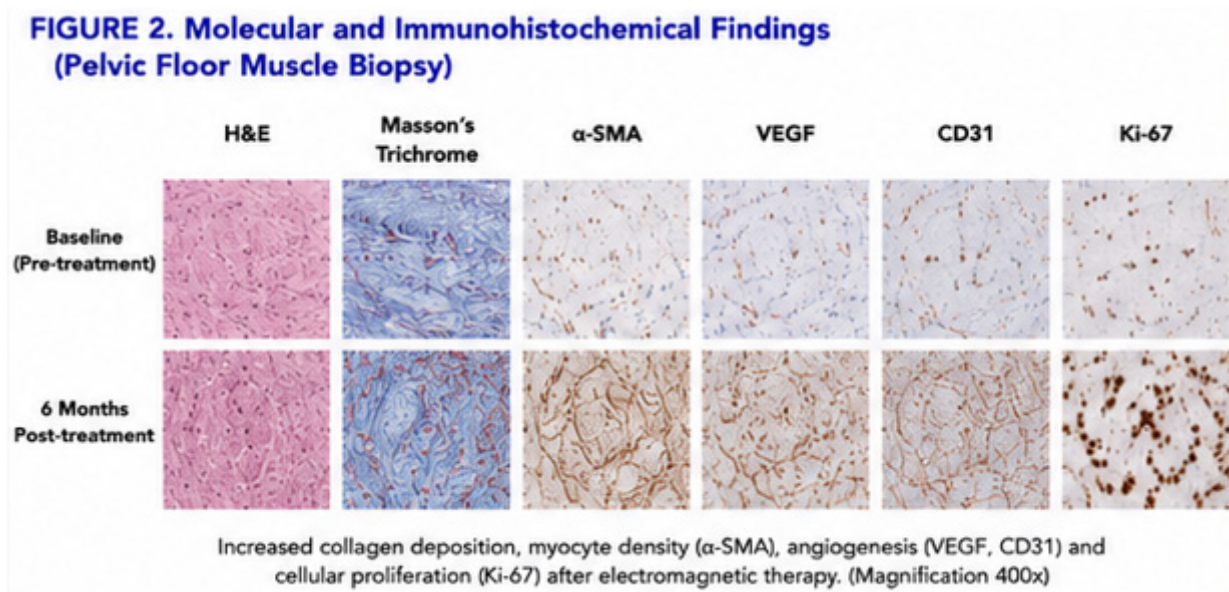 FIGURE 2. Molecular and Immunohistochemical Findings
(Pelvic Floor Muscle Biopsy)
H&E
Masson's
Trichrome
α-SMA
VEGF
CD31
Ki-67
Baseline
(Pre-treatment)
6 Months
Post-treatment
Increased collagen deposition, myocyte density (α-SMA), angiogenesis (VEGF, CD31) and
cellular proliferation (Ki-67) after electromagnetic therapy. (Magnification 400x)